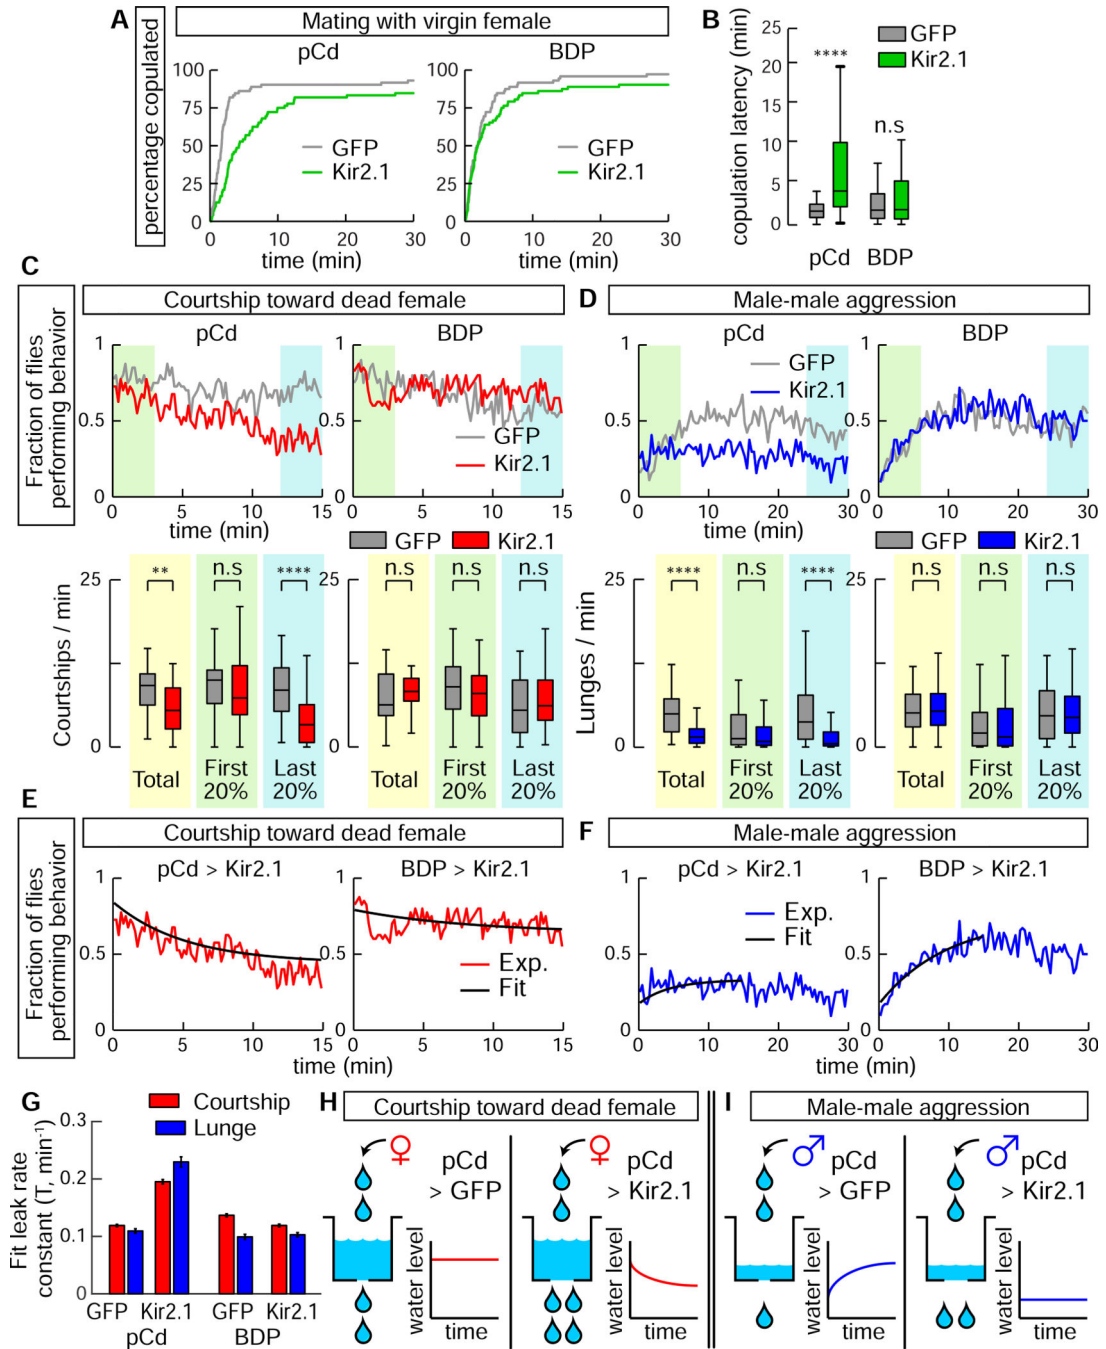 A
Mating with virgin female
percentage copulated
pCd
BDP
100
75
50
25
0
GFP
Kir2.1
0 10 20 30
time (min)
100
75
50
25
0
GFP
Kir2.1
0 10 20 30
time (min)
B
copulation latency (min)
GFP
Kir2.1
25
20
15
10
5
0
****
n.s
pCd BDP
C
Fraction of flies
performing behavior
Courtship toward dead female
pCd
BDP
1
0.5
0
0 5 10 15
time (min)
1
0.5
0
GFP
Kir2.1
0 5 10 15
GFP Kir2.1
Courtships / min
25
0
** n.s ****
Total
First
20%
Last
20%
25
0
n.s n.s n.s
Total
First
20%
Last
20%
D
Male-male aggression
pCd
BDP
1
0.5
0
GFP
Kir2.1
0 10 20 30
time (min)
1
0.5
0
0 10 20 30
GFP Kir2.1
Lunges / min
25
0
**** n.s ****
Total
First
20%
Last
20%
25
0
n.s n.s n.s
Total
First
20%
Last
20%
E
Fraction of flies
performing behavior
Courtship toward dead female
pCd > Kir2.1
BDP > Kir2.1
1
0.5
0
0 5 10 15
1
0.5
0
Exp.
Fit
0 5 10 15
time (min)
F
Male-male aggression
pCd > Kir2.1
BDP > Kir2.1
1
0.5
0
Exp.
Fit
0 10 20 30
1
0.5
0
0 10 20 30
time (min)
G
Courtship
Lunge
Fit leak rate
constant (T, min⁻¹)
0.3
0.2
0.1
0
GFP Kir2.1 GFP Kir2.1
pCd BDP
H
Courtship toward dead female
♀
pCd
> GFP
water level
time
♀
pCd
> Kir2.1
water level
time
I
Male-male aggression
♂
pCd
> GFP
water level
time
♂
pCd
> Kir2.1
water level
time